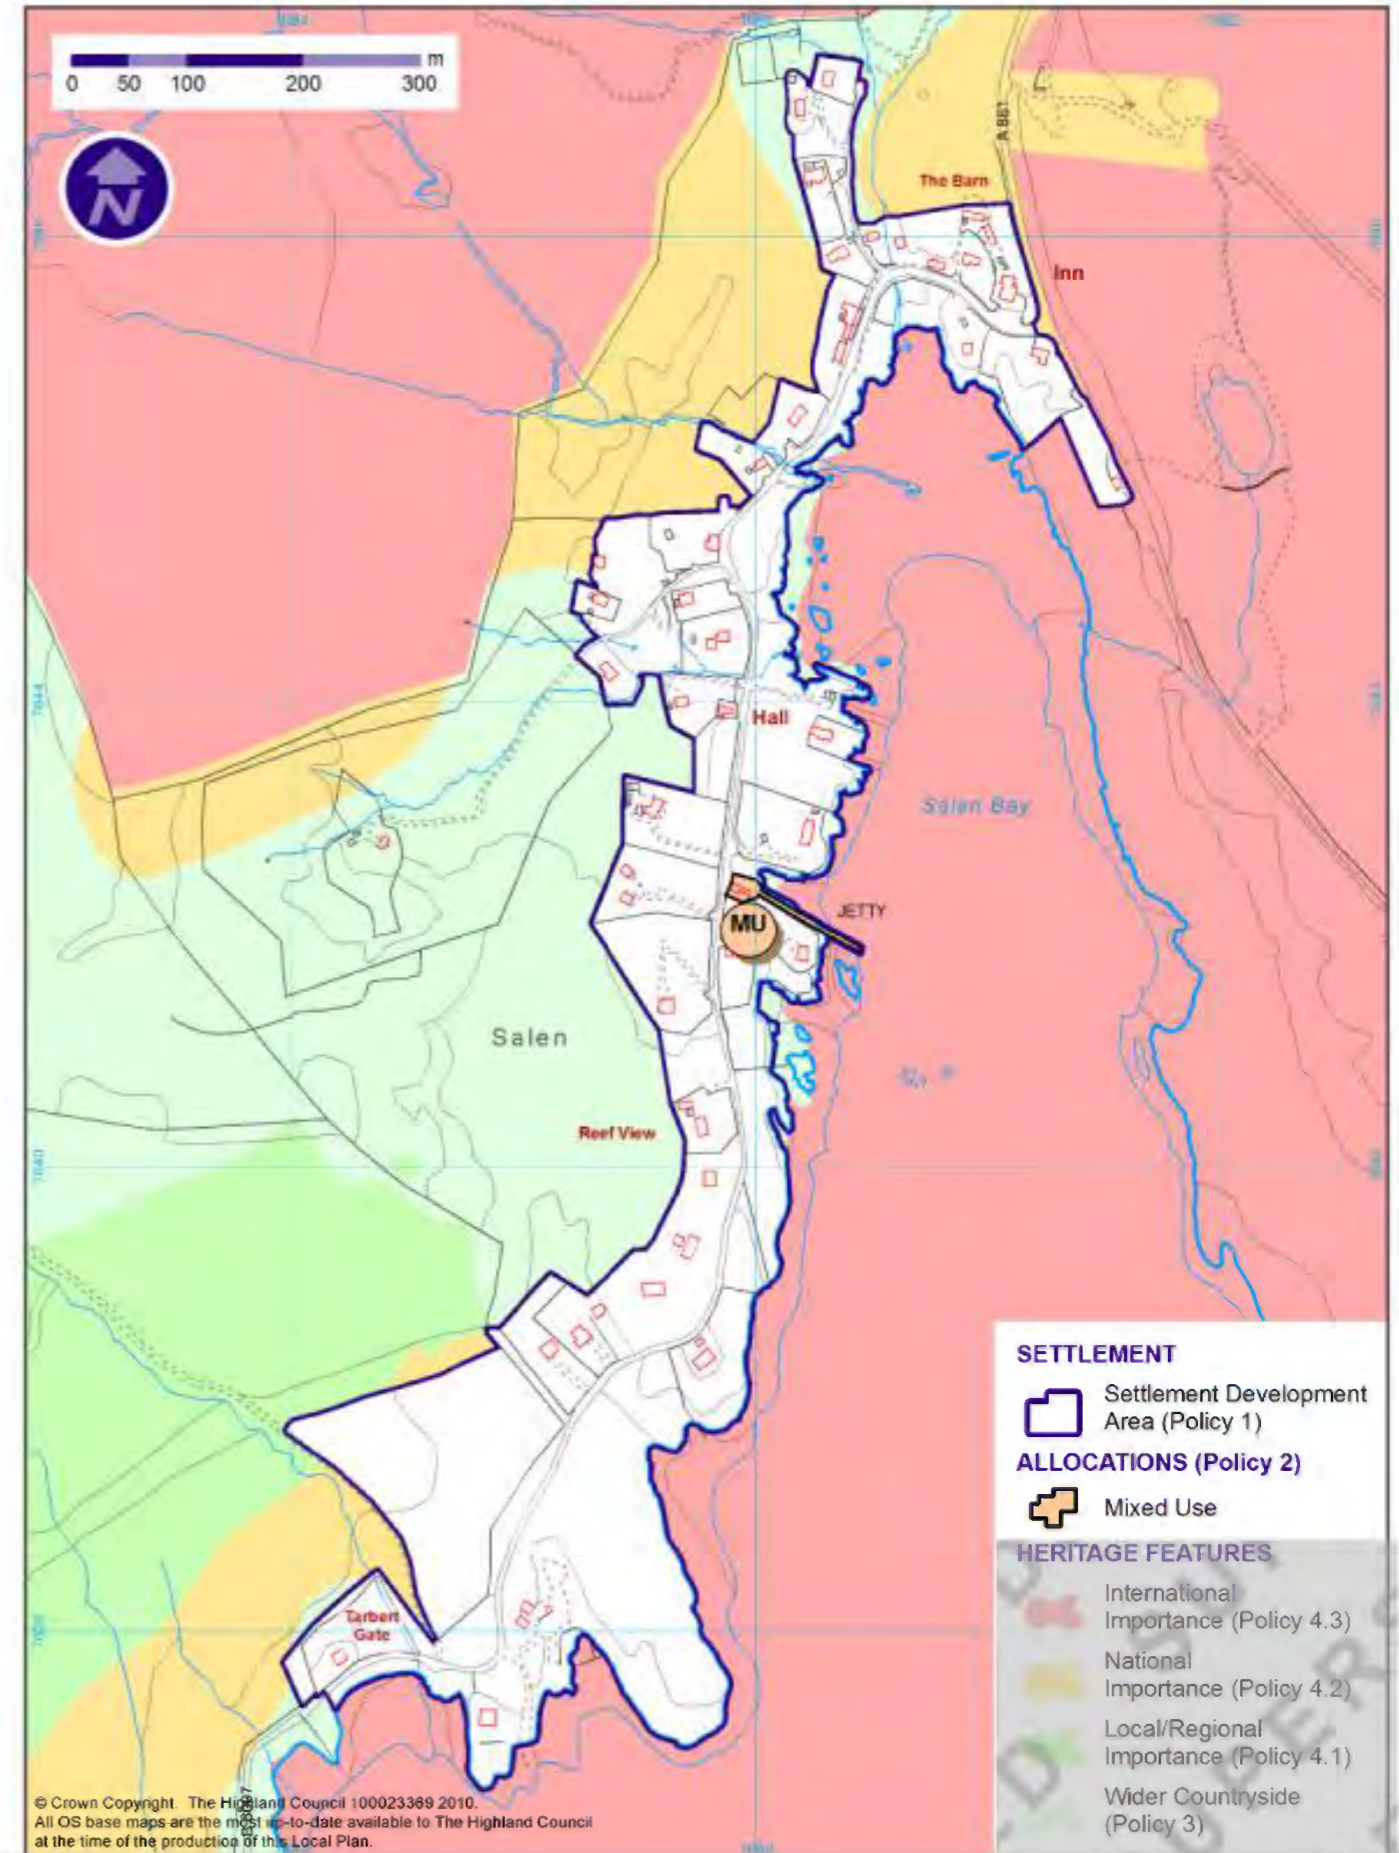 m
0 50 100 200 300
N
A 861
The Barn
Inn
Hall
Salen Bay
JETTY
MU
Salen
Reef View
Tarbert
Gate
SETTLEMENT
Settlement Development
Area (Policy 1)
ALLOCATIONS (Policy 2)
Mixed Use
HERITAGE FEATURES
International
Importance (Policy 4.3)
National
Importance (Policy 4.2)
Local/Regional
Importance (Policy 4.1)
Wider Countryside
(Policy 3)
© Crown Copyright. The Highland Council 100023369 2010.
All OS base maps are the most up-to-date available to The Highland Council
at the time of the production of this Local Plan.